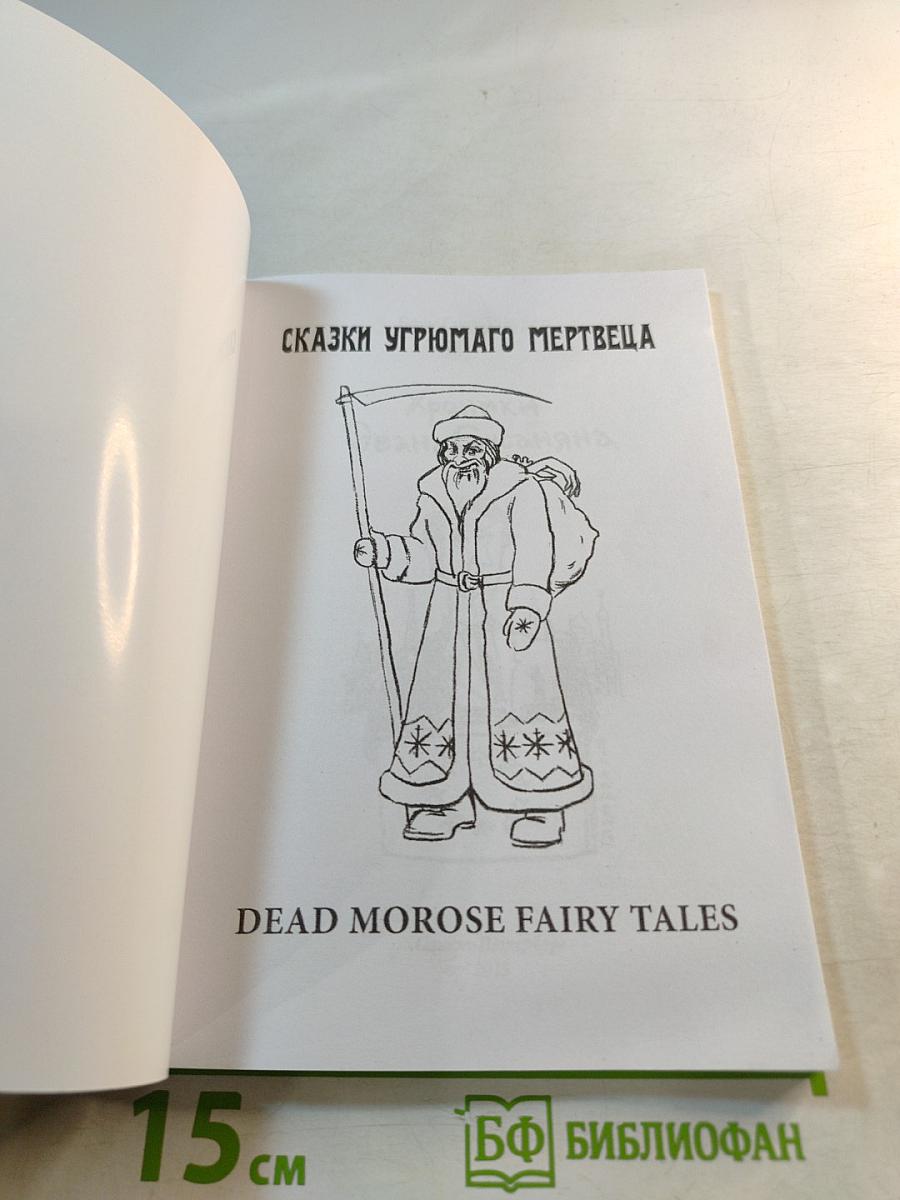 СКАЗКИ УГРЮМАГО МЕРТВЕЦА
DEAD MOROSE FAIRY TALES
15 см
БФ БИБЛИОФАН